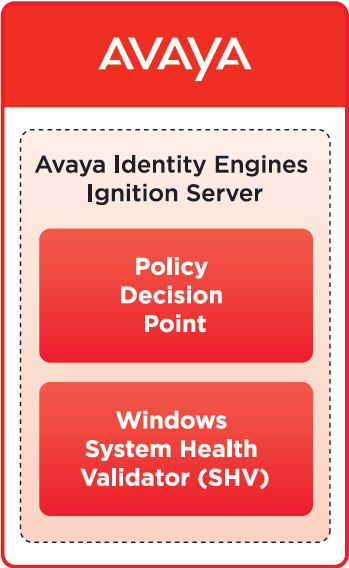 AVAYA
Avaya Identity Engines
Ignition Server
Policy
Decision
Point
Windows
System Health
Validator (SHV)